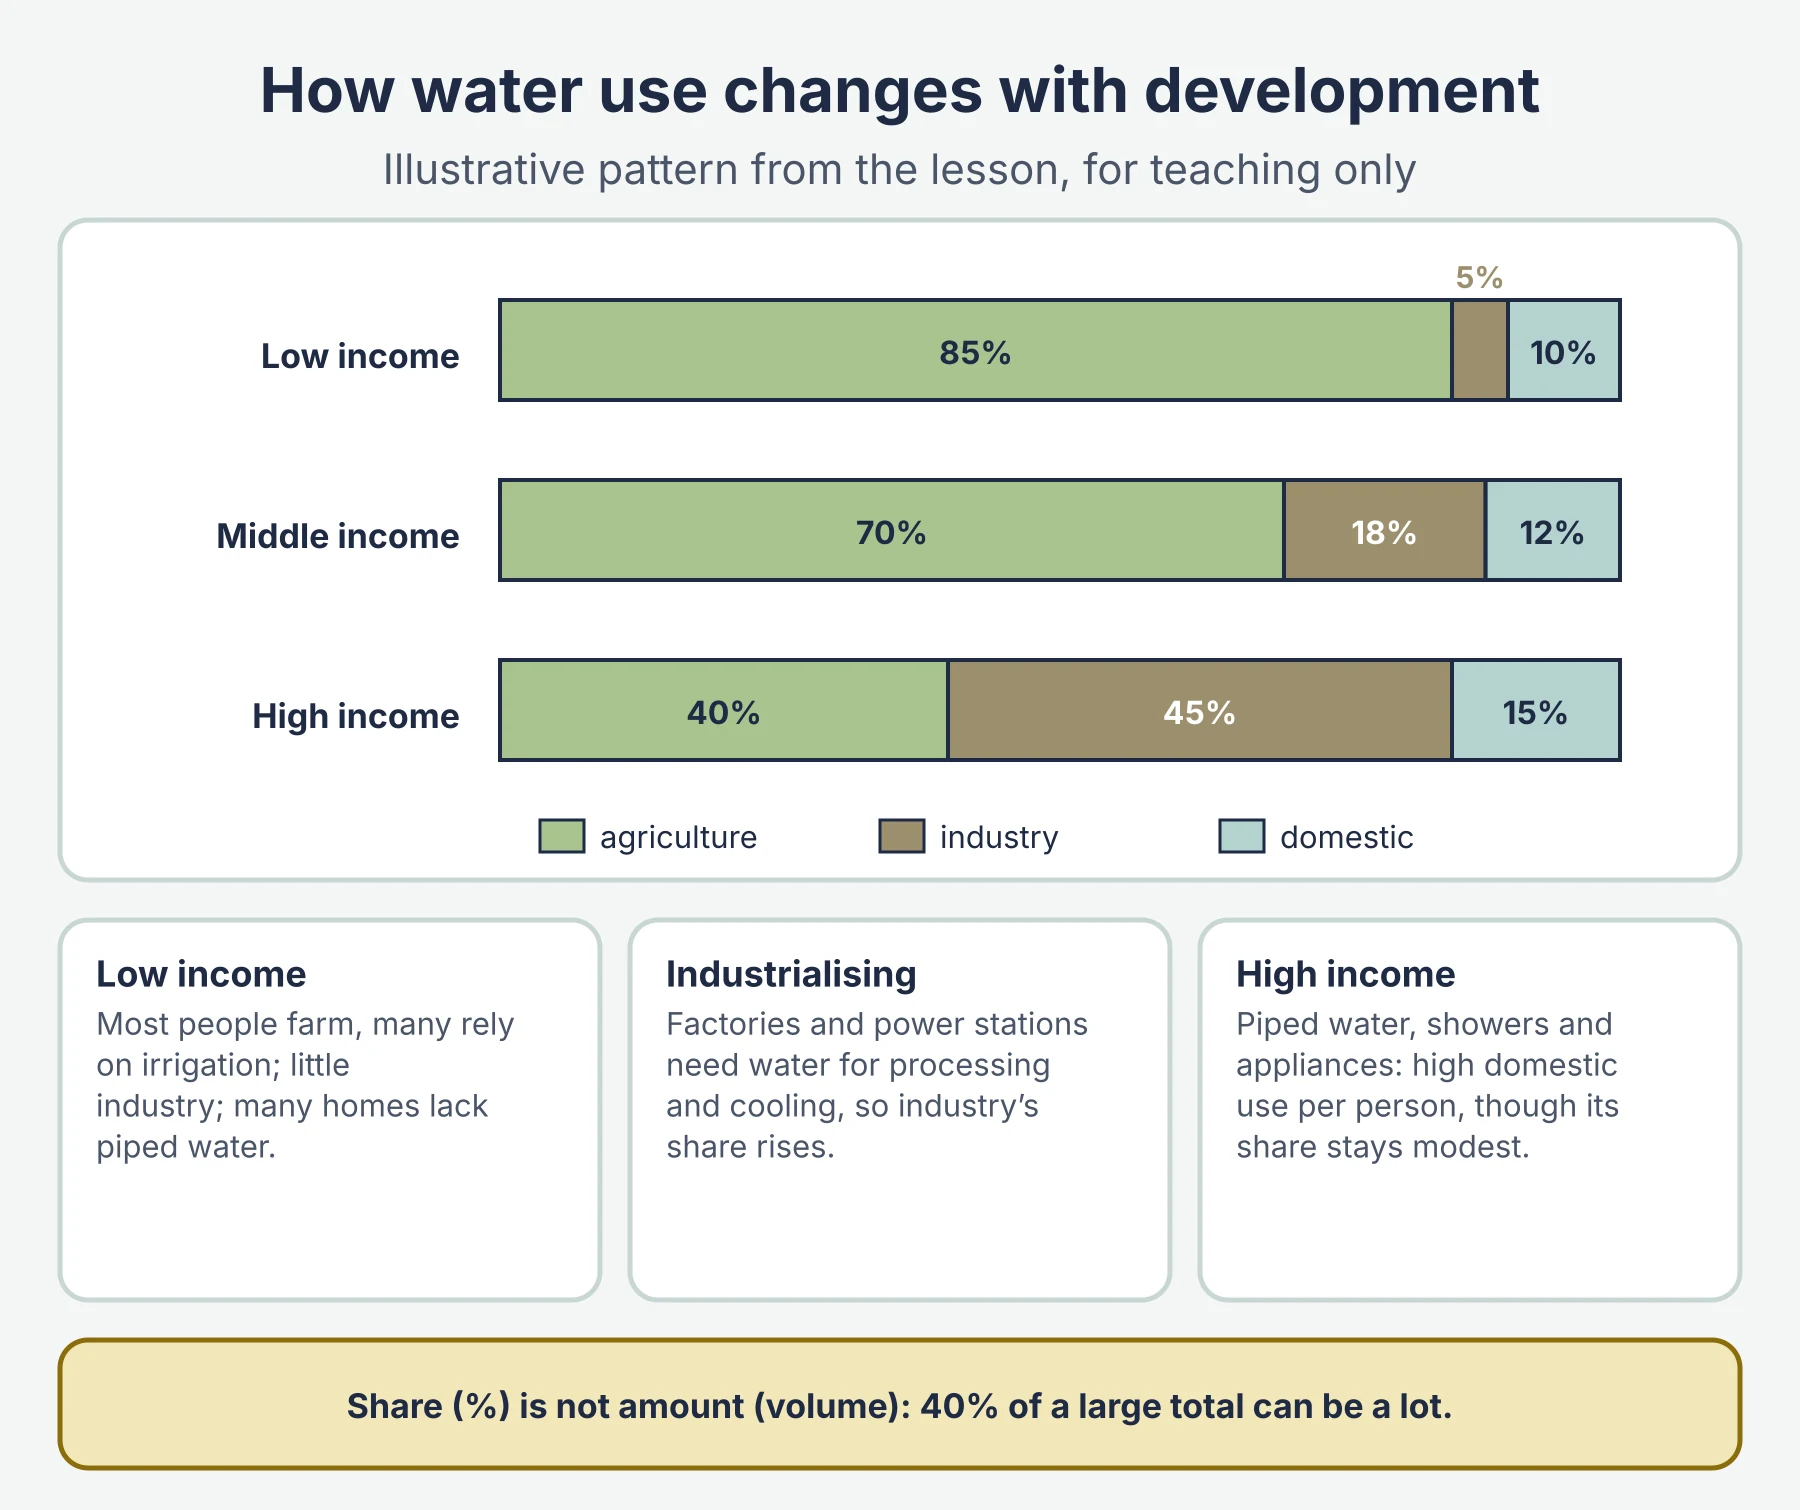 How water use changes with development
Illustrative pattern from the lesson, for teaching only
5%
Low income
85%
10%
Middle income
70%
18%
12%
High income
40%
45%
15%
agriculture
industry
domestic
Low income
Most people farm, many rely
on irrigation; little
industry; many homes lack
piped water.
Industrialising
Factories and power stations
need water for processing
and cooling, so industry’s
share rises.
High income
Piped water, showers and
appliances: high domestic
use per person, though its
share stays modest.
Share (%) is not amount (volume): 40% of a large total can be a lot.